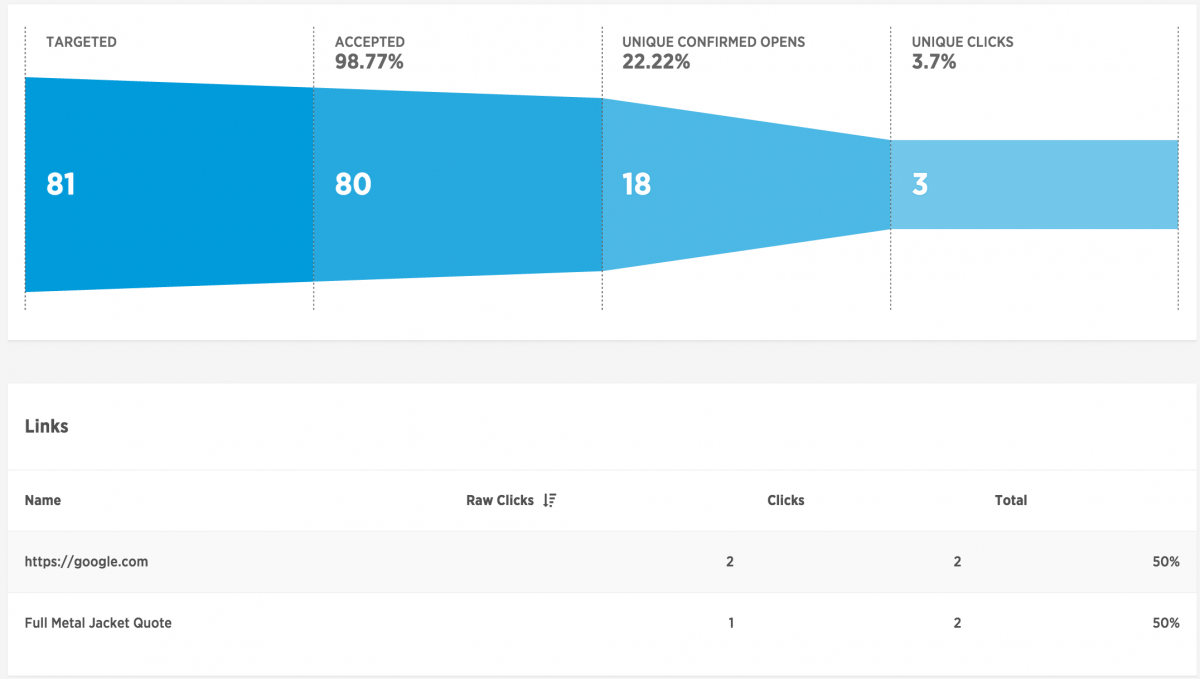 TARGETED ACCEPTED UNIQUE CONFIRMED OPENS UNIQUE CLICKS
98.77% 22.22% 3.7%
81 80 18 3
Links
Name Raw Clicks Clicks Total
https://google.com 2 2 50%
Full Metal Jacket Quote 1 2 50%